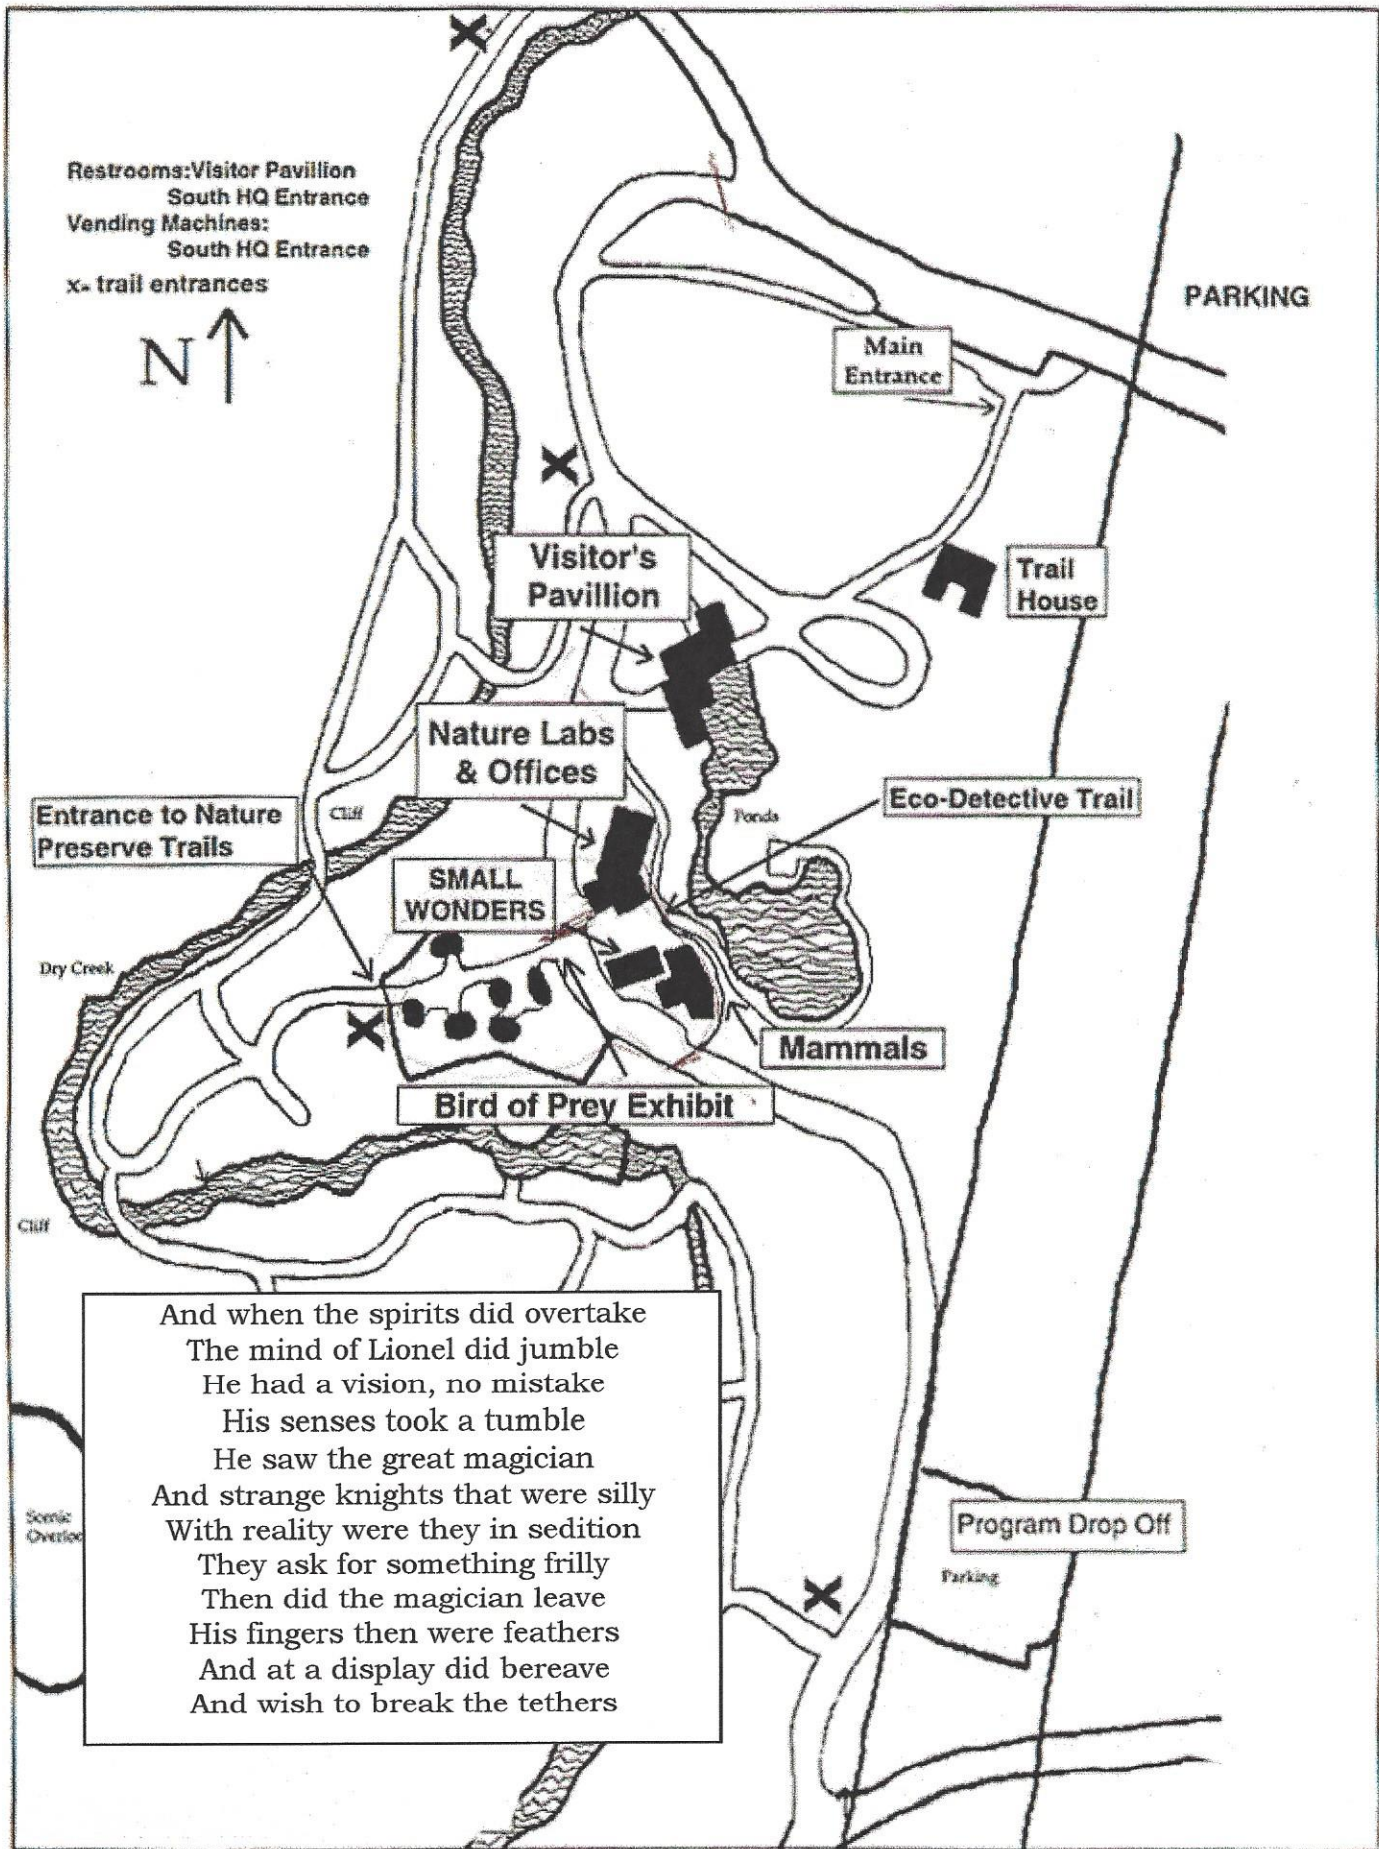 X
Restrooms:Visitor Pavillion
South HQ Entrance
Vending Machines:
South HQ Entrance
x- trail entrances
N
PARKING
Main
Entrance
X
Visitor's
Pavillion
Trail
House
Nature Labs
& Offices
Entrance to Nature
Preserve Trails
Cliff
Ponds
Eco-Detective Trail
SMALL
WONDERS
Dry Creek
X
Mammals
Bird of Prey Exhibit
Cliff
And when the spirits did overtake
The mind of Lionel did jumble
He had a vision, no mistake
His senses took a tumble
He saw the great magician
And strange knights that were silly
With reality were they in sedition
They ask for something frilly
Then did the magician leave
His fingers then were feathers
And at a display did bereave
And wish to break the tethers
Scenic
Overloo
Program Drop Off
Parking
X